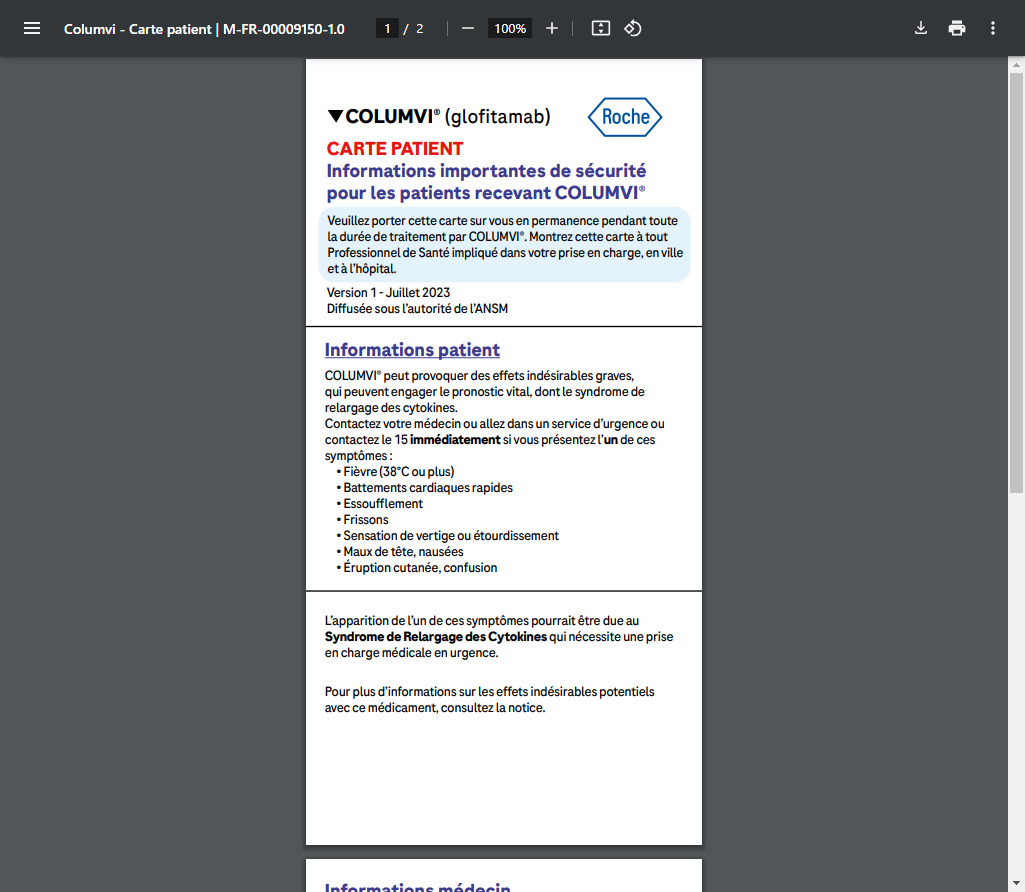 Columvi - Carte patient | M-FR-00009150-1.0
1 / 2
100%
▼COLUMVI® (glofitamab)
Roche
CARTE PATIENT
Informations importantes de sécurité
pour les patients recevant COLUMVI®
Veuillez porter cette carte sur vous en permanence pendant toute
la durée de traitement par COLUMVI®. Montrez cette carte à tout
Professionnel de Santé impliqué dans votre prise en charge, en ville
et à l'hôpital.
Version 1 - Juillet 2023
Diffusée sous l'autorité de l'ANSM
Informations patient
COLUMVI® peut provoquer des effets indésirables graves,
qui peuvent engager le pronostic vital, dont le syndrome de
relargage des cytokines.
Contactez votre médecin ou allez dans un service d'urgence ou
contactez le 15 immédiatement si vous présentez l'un de ces
symptômes :
• Fièvre (38°C ou plus)
• Battements cardiaques rapides
• Essoufflement
• Frissons
• Sensation de vertige ou étourdissement
• Maux de tête, nausées
• Éruption cutanée, confusion
L'apparition de l'un de ces symptômes pourrait être due au
Syndrome de Relargage des Cytokines qui nécessite une prise
en charge médicale en urgence.
Pour plus d'informations sur les effets indésirables potentiels
avec ce médicament, consultez la notice.
Informations médecin